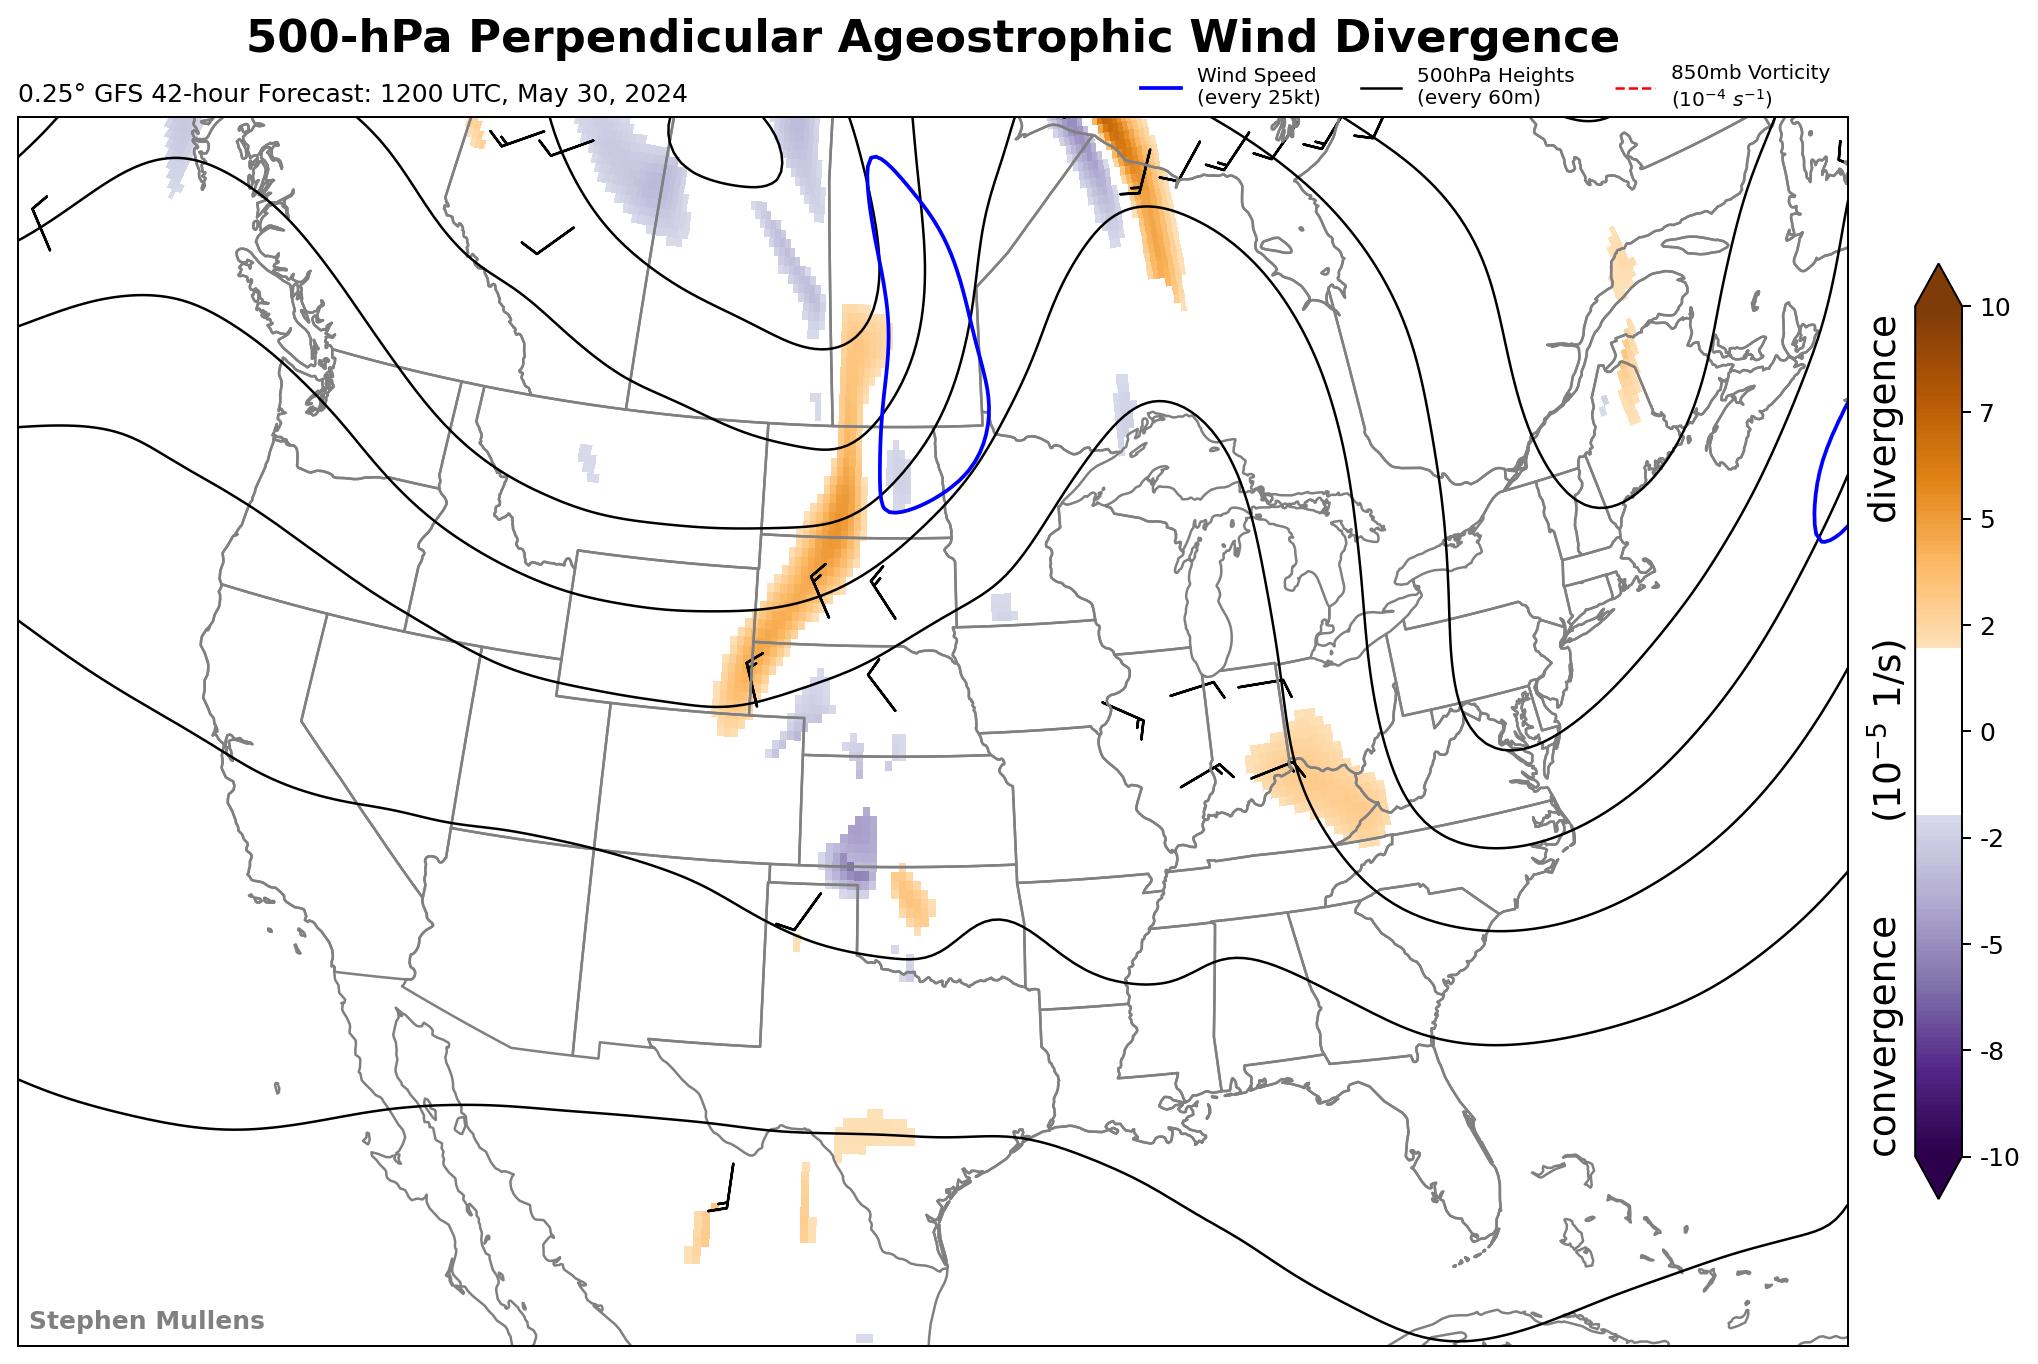 500-hPa Perpendicular Ageostrophic Wind Divergence
0.25° GFS 42-hour Forecast: 1200 UTC, May 30, 2024
Wind Speed
(every 25kt)
500hPa Heights
(every 60m)
850mb Vorticity
(10⁻⁴ s⁻¹)
10
7
5
2
0
-2
-5
-8
-10
convergence (10⁻⁵ 1/s) divergence
Stephen Mullens